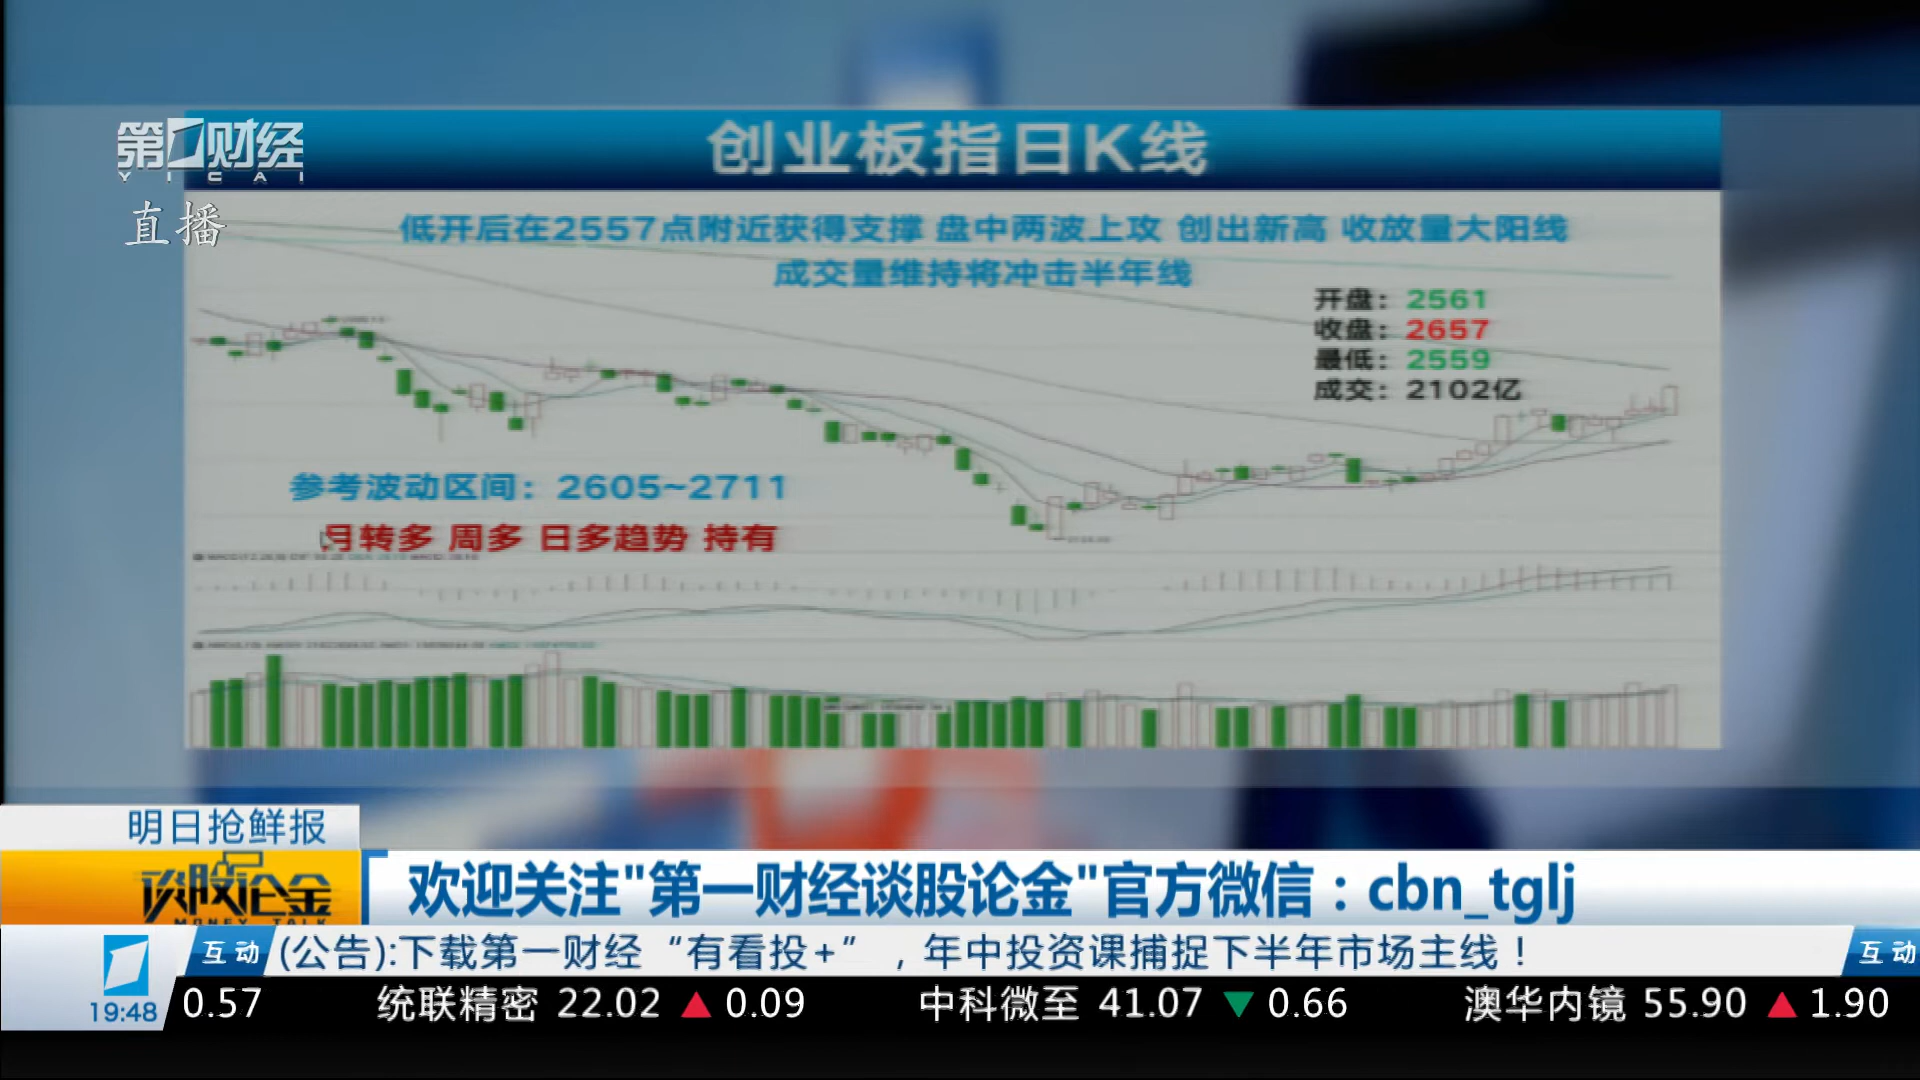 第一财经
YICAI
直播
创业板指日K线
低开后在2557点附近获得支撑 盘中两波上攻 创出新高 收放量大阳线
成交量维持将冲击半年线
开盘：2561
收盘：2657
最低：2559
成交：2102亿
参考波动区间：2605~2711
月转多 周多 日多趋势 持有
明日抢鲜报
谈股论金
MONEY TALK
欢迎关注"第一财经谈股论金"官方微信：cbn_tglj
互动 (公告):下载第一财经“有看投+”，年中投资课捕捉下半年市场主线！ 互动
19:48
0.57 统联精密 22.02 ▲ 0.09 中科微至 41.07 ▼ 0.66 澳华内镜 55.90 ▲ 1.90